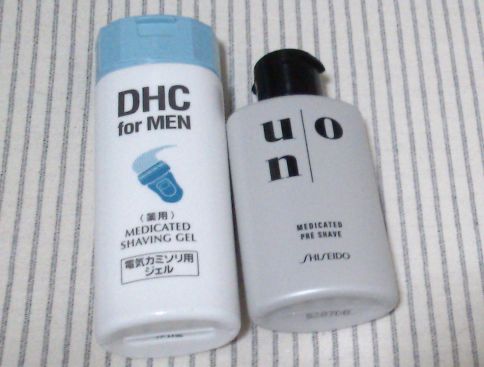 DHC
for MEN
(薬用)
MEDICATED
SHAVING GEL
電気カミソリ用
ジェル
u o
n
MEDICATED
PRE SHAVE
SHISEIDO